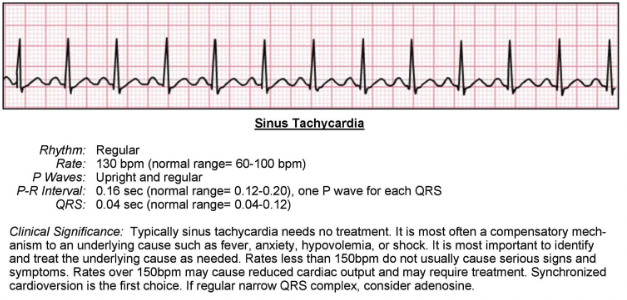 Sinus Tachycardia
Rhythm: Regular
Rate: 130 bpm (normal range= 60-100 bpm)
P Waves: Upright and regular
P-R Interval: 0.16 sec (normal range= 0.12-0.20), one P wave for each QRS
QRS: 0.04 sec (normal range= 0.04-0.12)
Clinical Significance: Typically sinus tachycardia needs no treatment. It is most often a compensatory mech-
anism to an underlying cause such as fever, anxiety, hypovolemia, or shock. It is most important to identify
and treat the underlying cause as needed. Rates less than 150bpm do not usually cause serious signs and
symptoms. Rates over 150bpm may cause reduced cardiac output and may require treatment. Synchronized
cardioversion is the first choice. If regular narrow QRS complex, consider adenosine.